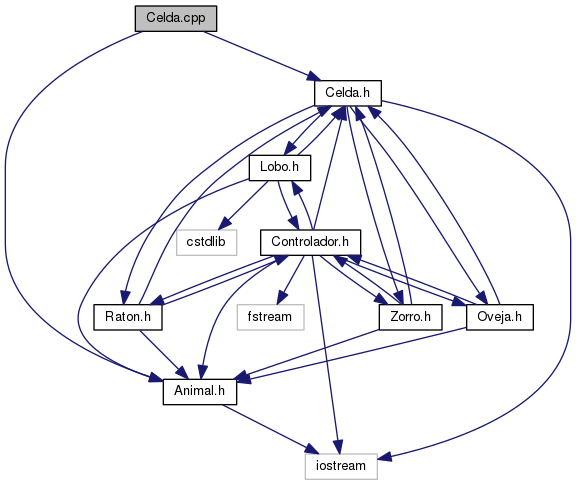 Celda.cpp
Celda.h
Lobo.h
cstdlib
Controlador.h
Raton.h
fstream
Zorro.h
Oveja.h
Animal.h
iostream